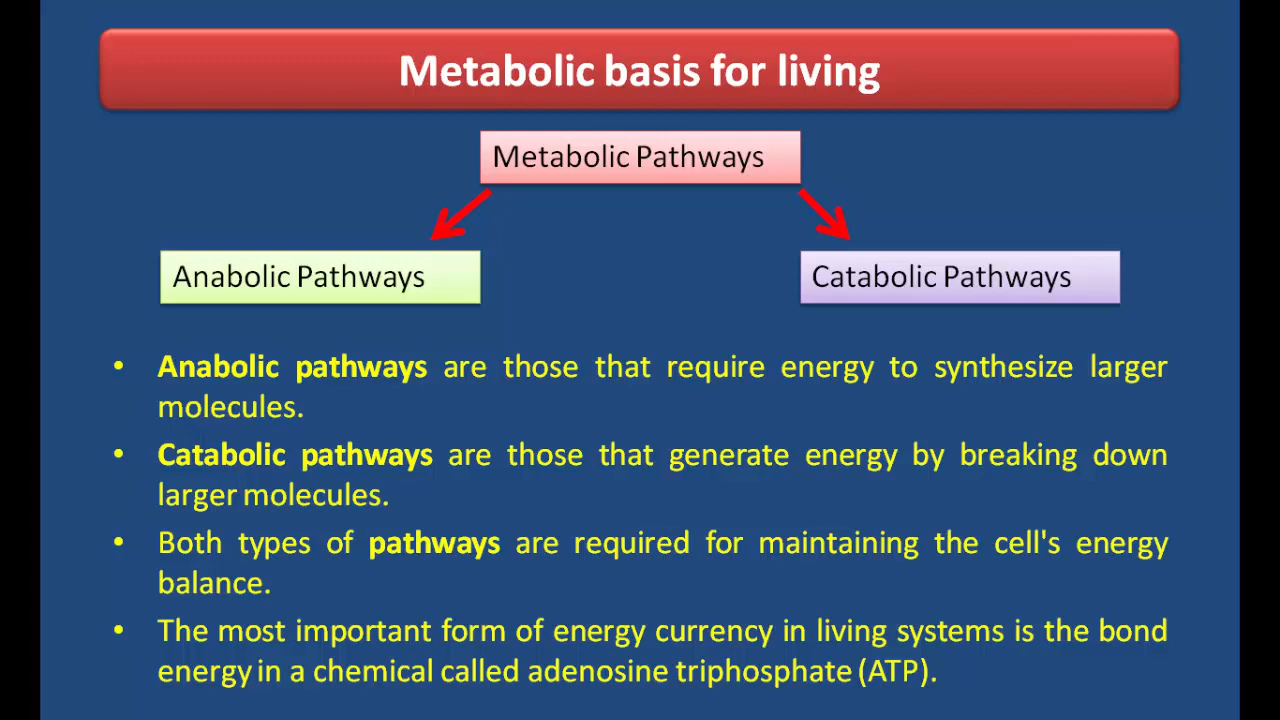 Metabolic basis for living
Metabolic Pathways
Anabolic Pathways
Catabolic Pathways
• Anabolic pathways are those that require energy to synthesize larger
molecules.
• Catabolic pathways are those that generate energy by breaking down
larger molecules.
• Both types of pathways are required for maintaining the cell's energy
balance.
• The most important form of energy currency in living systems is the bond
energy in a chemical called adenosine triphosphate (ATP).